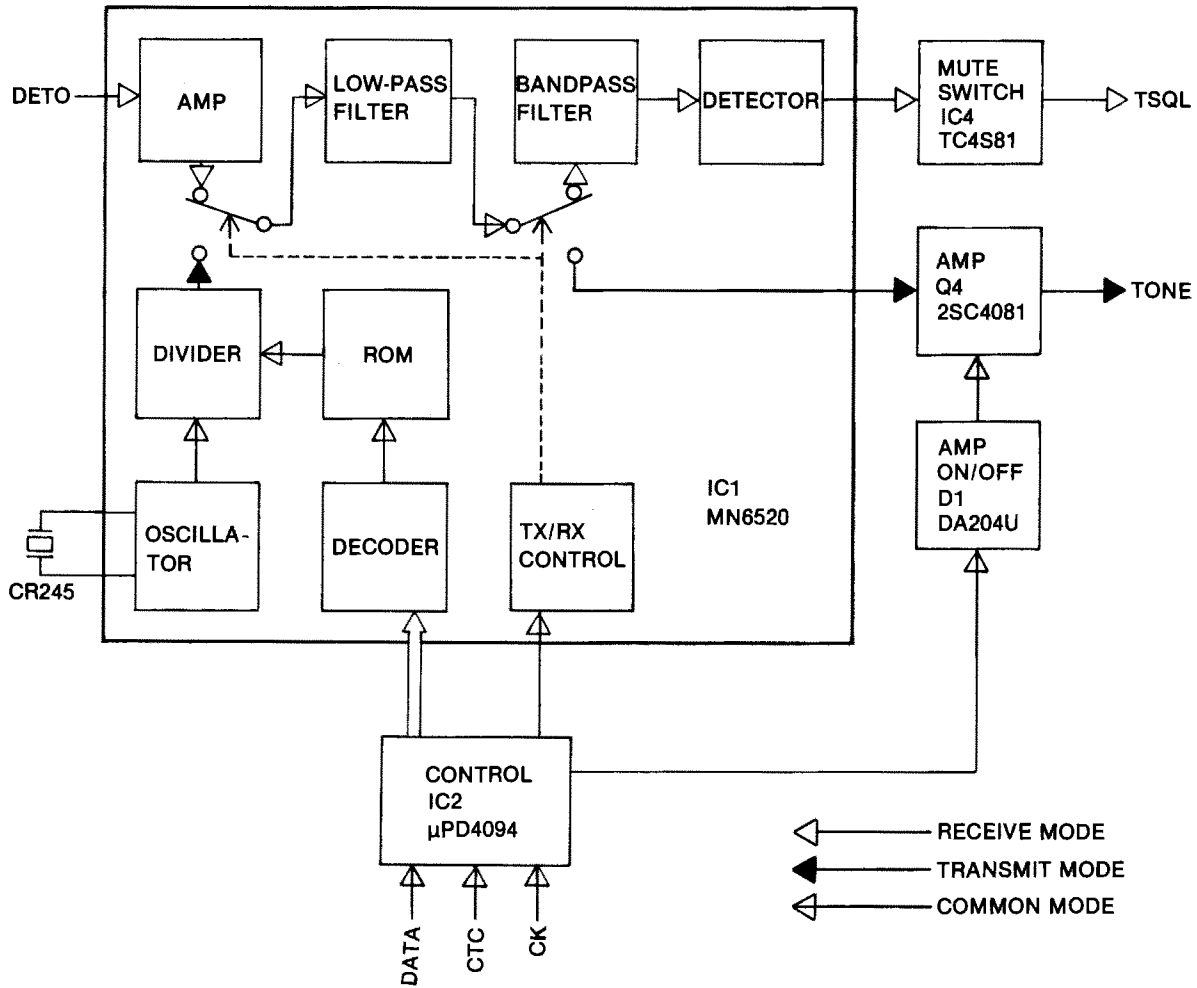 DETO
AMP
LOW-PASS
FILTER
BANDPASS
FILTER
DETECTOR
MUTE
SWITCH
IC4
TC4S81
TSQL
DIVIDER
ROM
AMP
Q4
2SC4081
TONE
OSCILLA-
TOR
CR245
DECODER
TX/RX
CONTROL
IC1
MN6520
AMP
ON/OFF
D1
DA204U
CONTROL
IC2
µPD4094
DATA
CTC
CK
RECEIVE MODE
TRANSMIT MODE
COMMON MODE